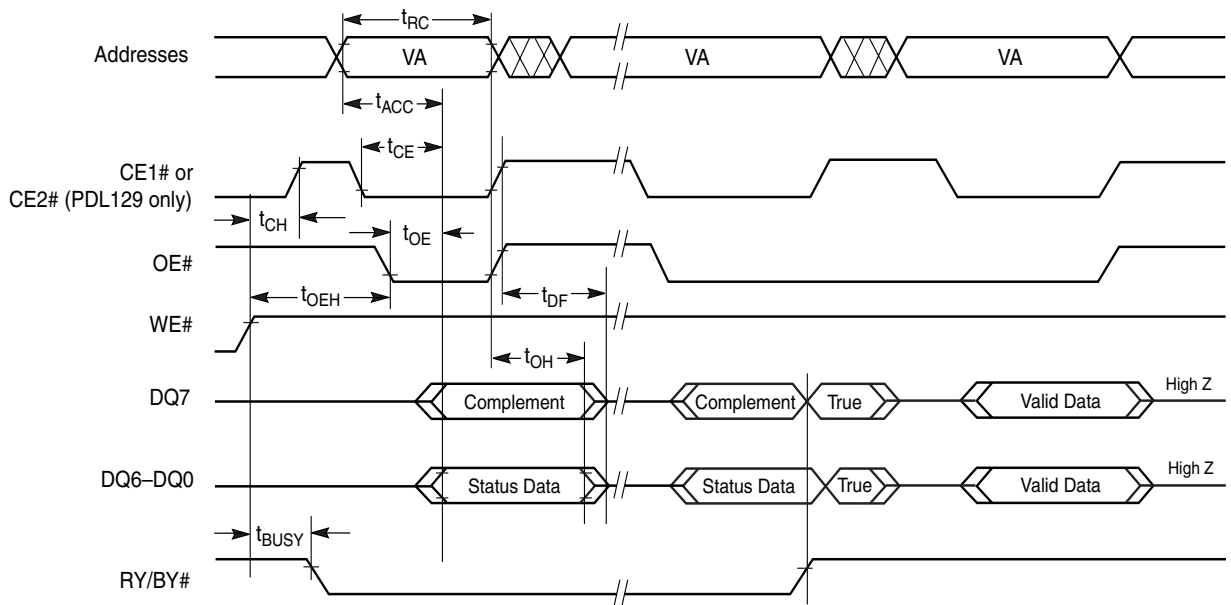 tRC
Addresses VA VA VA
tACC
tCE
CE1# or
CE2# (PDL129 only)
tCH tOE
OE#
tOEH tDF
WE#
tOH
DQ7 Complement Complement True Valid Data High Z
DQ6–DQ0 Status Data Status Data True Valid Data High Z
tBUSY
RY/BY#